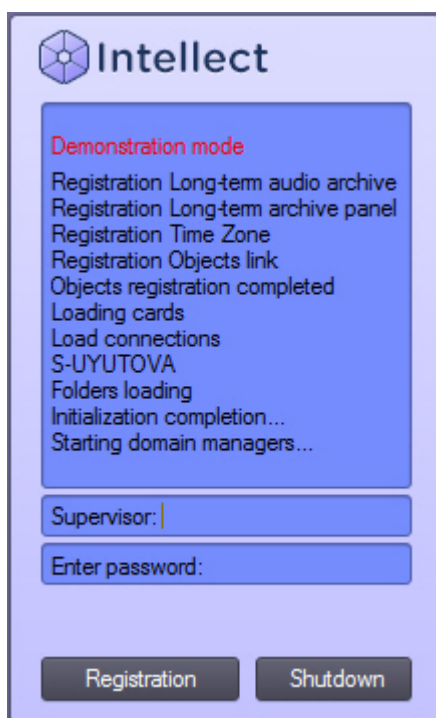 Intellect
Demonstration mode
Registration Long-term audio archive
Registration Long-term archive panel
Registration Time Zone
Registration Objects link
Objects registration completed
Loading cards
Load connections
S-UYUTOVA
Folders loading
Initialization completion...
Starting domain managers...
Supervisor:
Enter password:
Registration Shutdown